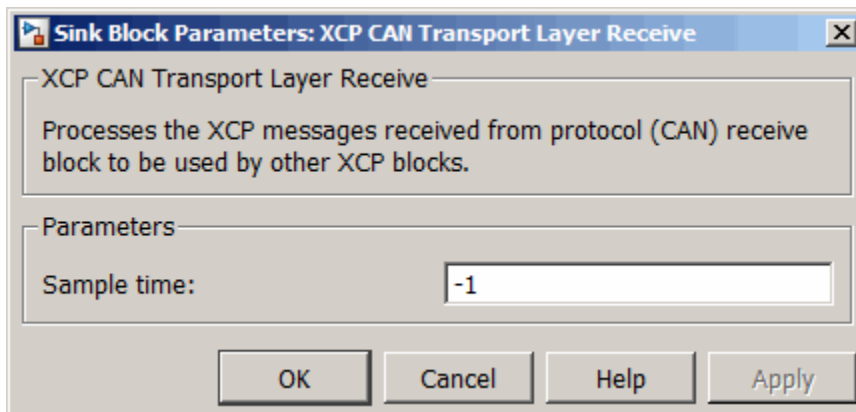 Sink Block Parameters: XCP CAN Transport Layer Receive
XCP CAN Transport Layer Receive
Processes the XCP messages received from protocol (CAN) receive
block to be used by other XCP blocks.
Parameters
Sample time: -1
OK Cancel Help Apply